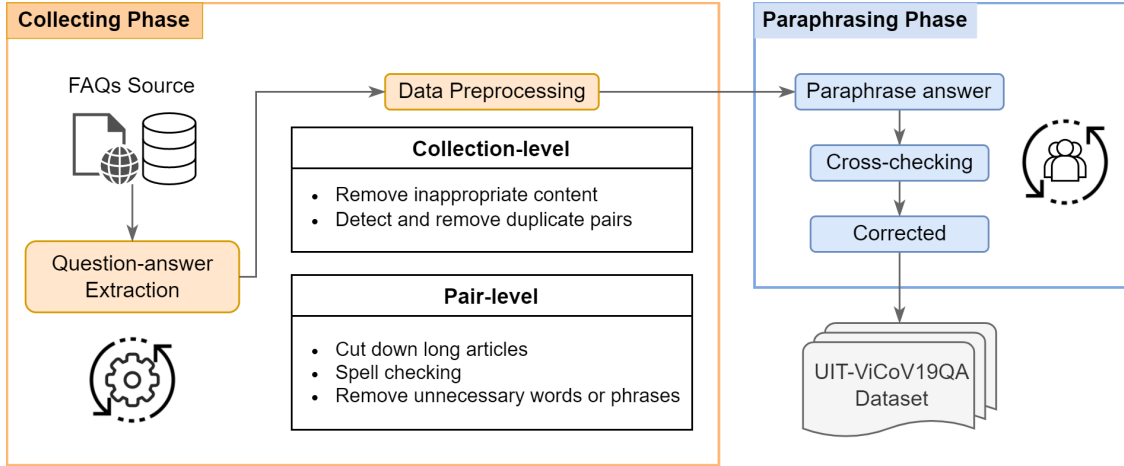 Collecting Phase
FAQs Source
Question-answer
Extraction
Data Preprocessing
Collection-level
• Remove inappropriate content
• Detect and remove duplicate pairs
Pair-level
• Cut down long articles
• Spell checking
• Remove unnecessary words or phrases
Paraphrasing Phase
Paraphrase answer
Cross-checking
Corrected
UIT-ViCoV19QA
Dataset